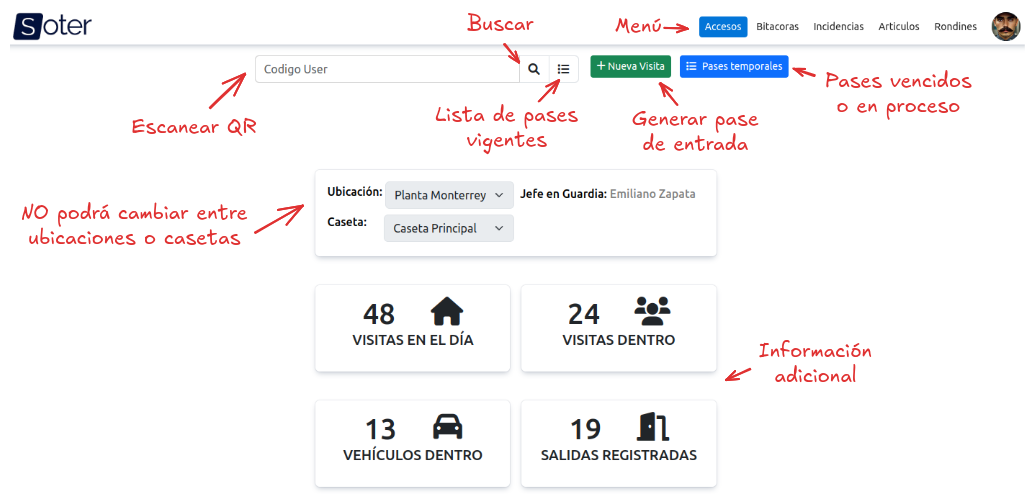 Soter
Buscar
Menú
Accesos Bitacoras Incidencias Articulos Rondines
Codigo User
+ Nueva Visita
Pases temporales
Escanear QR
Lista de pases
vigentes
Generar pase
de entrada
Pases vencidos
o en proceso
Ubicación: Planta Monterrey Jefe en Guardia: Emiliano Zapata
Caseta: Caseta Principal
NO podrá cambiar entre
ubicaciones o casetas
48
VISITAS EN EL DÍA
24
VISITAS DENTRO
Información
adicional
13
VEHÍCULOS DENTRO
19
SALIDAS REGISTRADAS